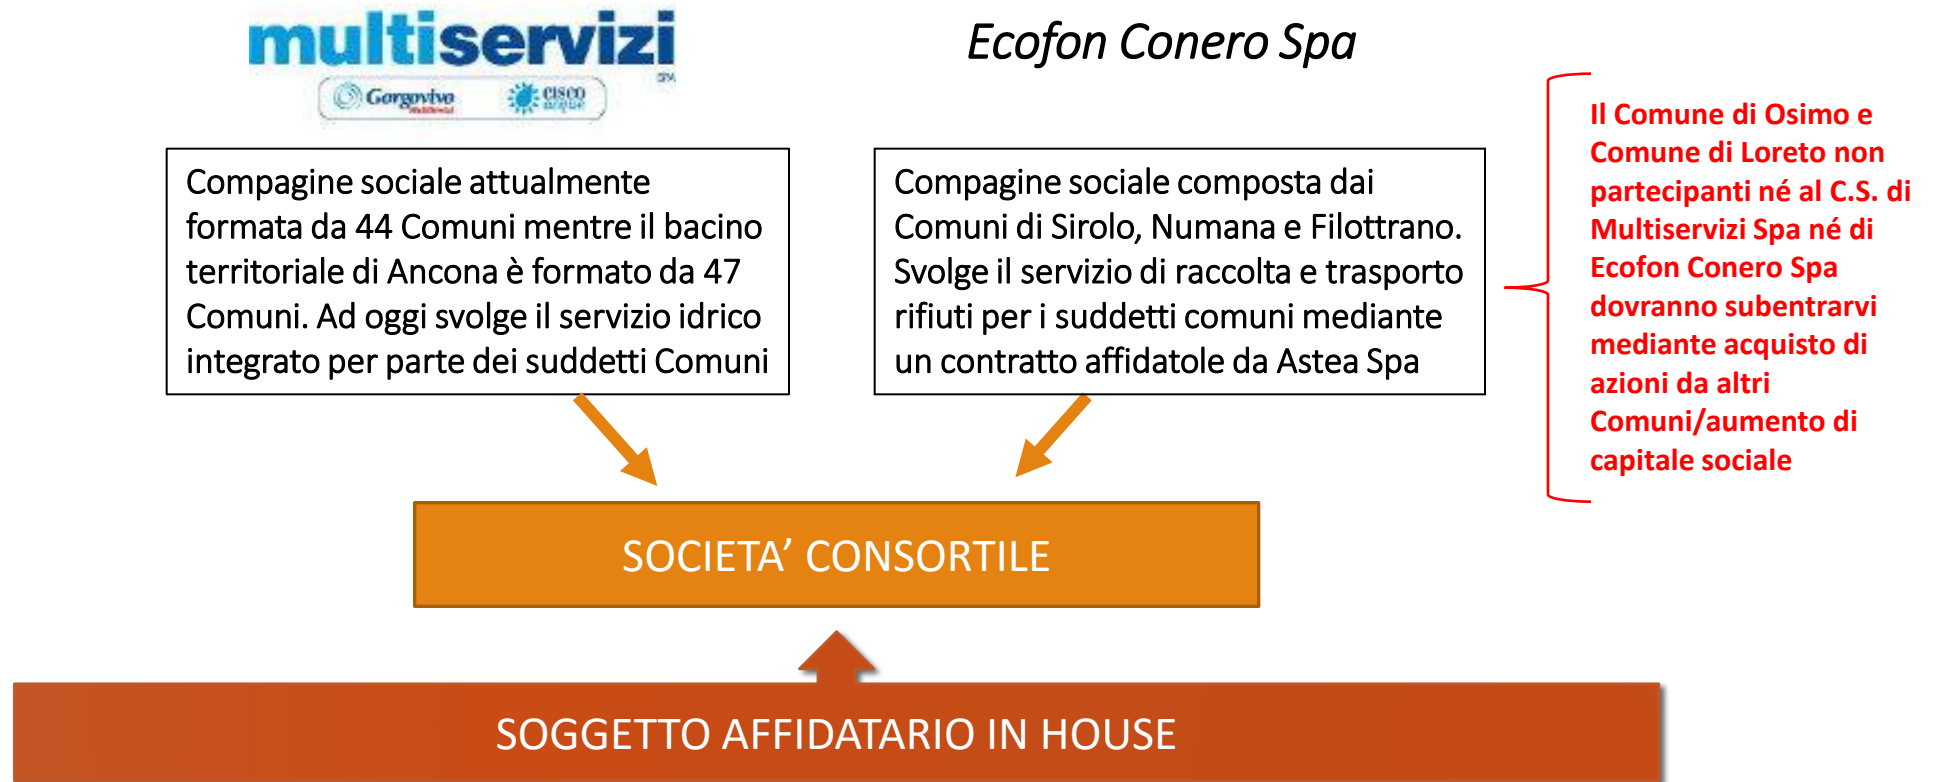 multiservizi
SPA
Gorgovivo
multiservizi
cisco
acque
Ecofon Conero Spa
Compagine sociale attualmente
formata da 44 Comuni mentre il bacino
territoriale di Ancona è formato da 47
Comuni. Ad oggi svolge il servizio idrico
integrato per parte dei suddetti Comuni
Compagine sociale composta dai
Comuni di Sirolo, Numana e Filottrano.
Svolge il servizio di raccolta e trasporto
rifiuti per i suddetti comuni mediante
un contratto affidatole da Astea Spa
Il Comune di Osimo e
Comune di Loreto non
partecipanti né al C.S. di
Multiservizi Spa né di
Ecofon Conero Spa
dovranno subentrarvi
mediante acquisto di
azioni da altri
Comuni/aumento di
capitale sociale
SOCIETA’ CONSORTILE
SOGGETTO AFFIDATARIO IN HOUSE